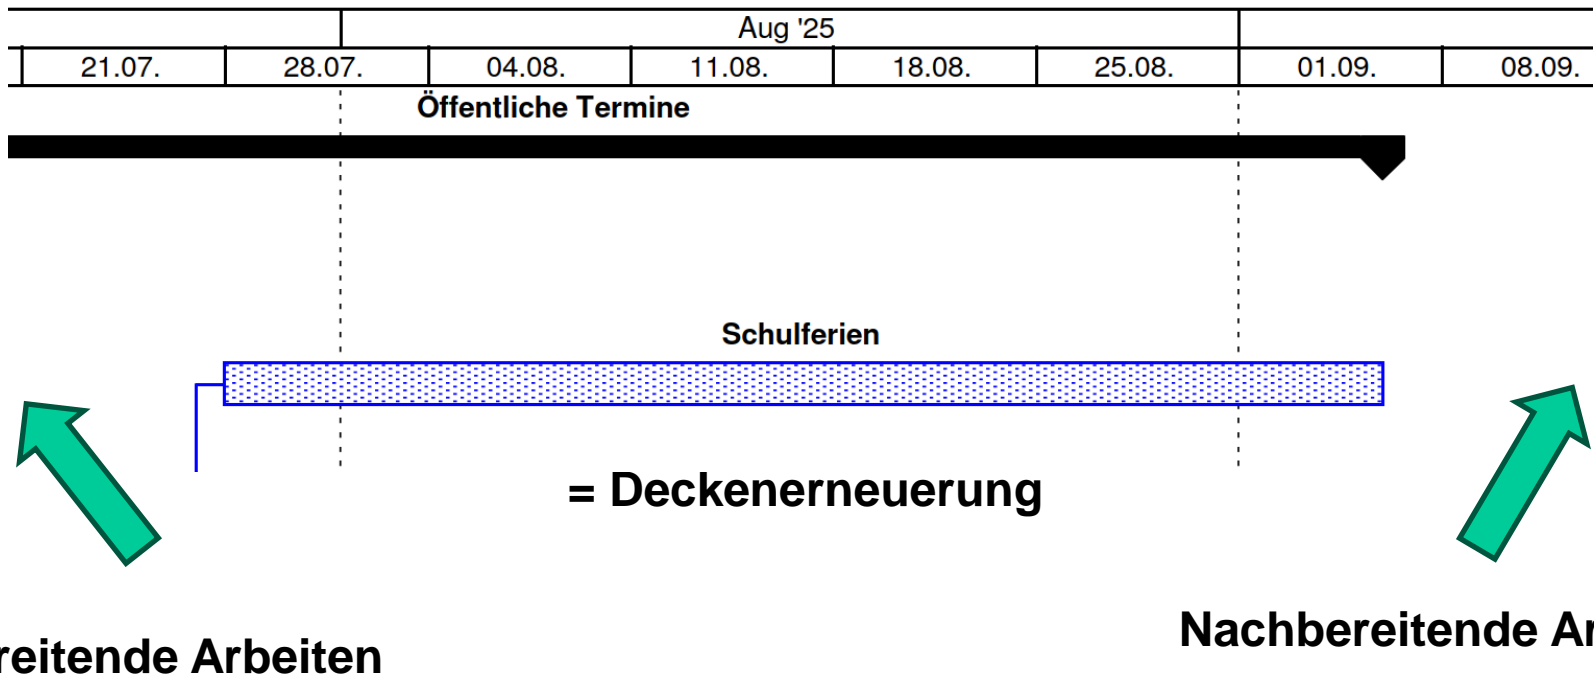 Aug '25
21.07. 28.07. 04.08. 11.08. 18.08. 25.08. 01.09. 08.09.
Öffentliche Termine
Schulferien
= Deckenerneuerung
Nachbereitende
Arbeiten